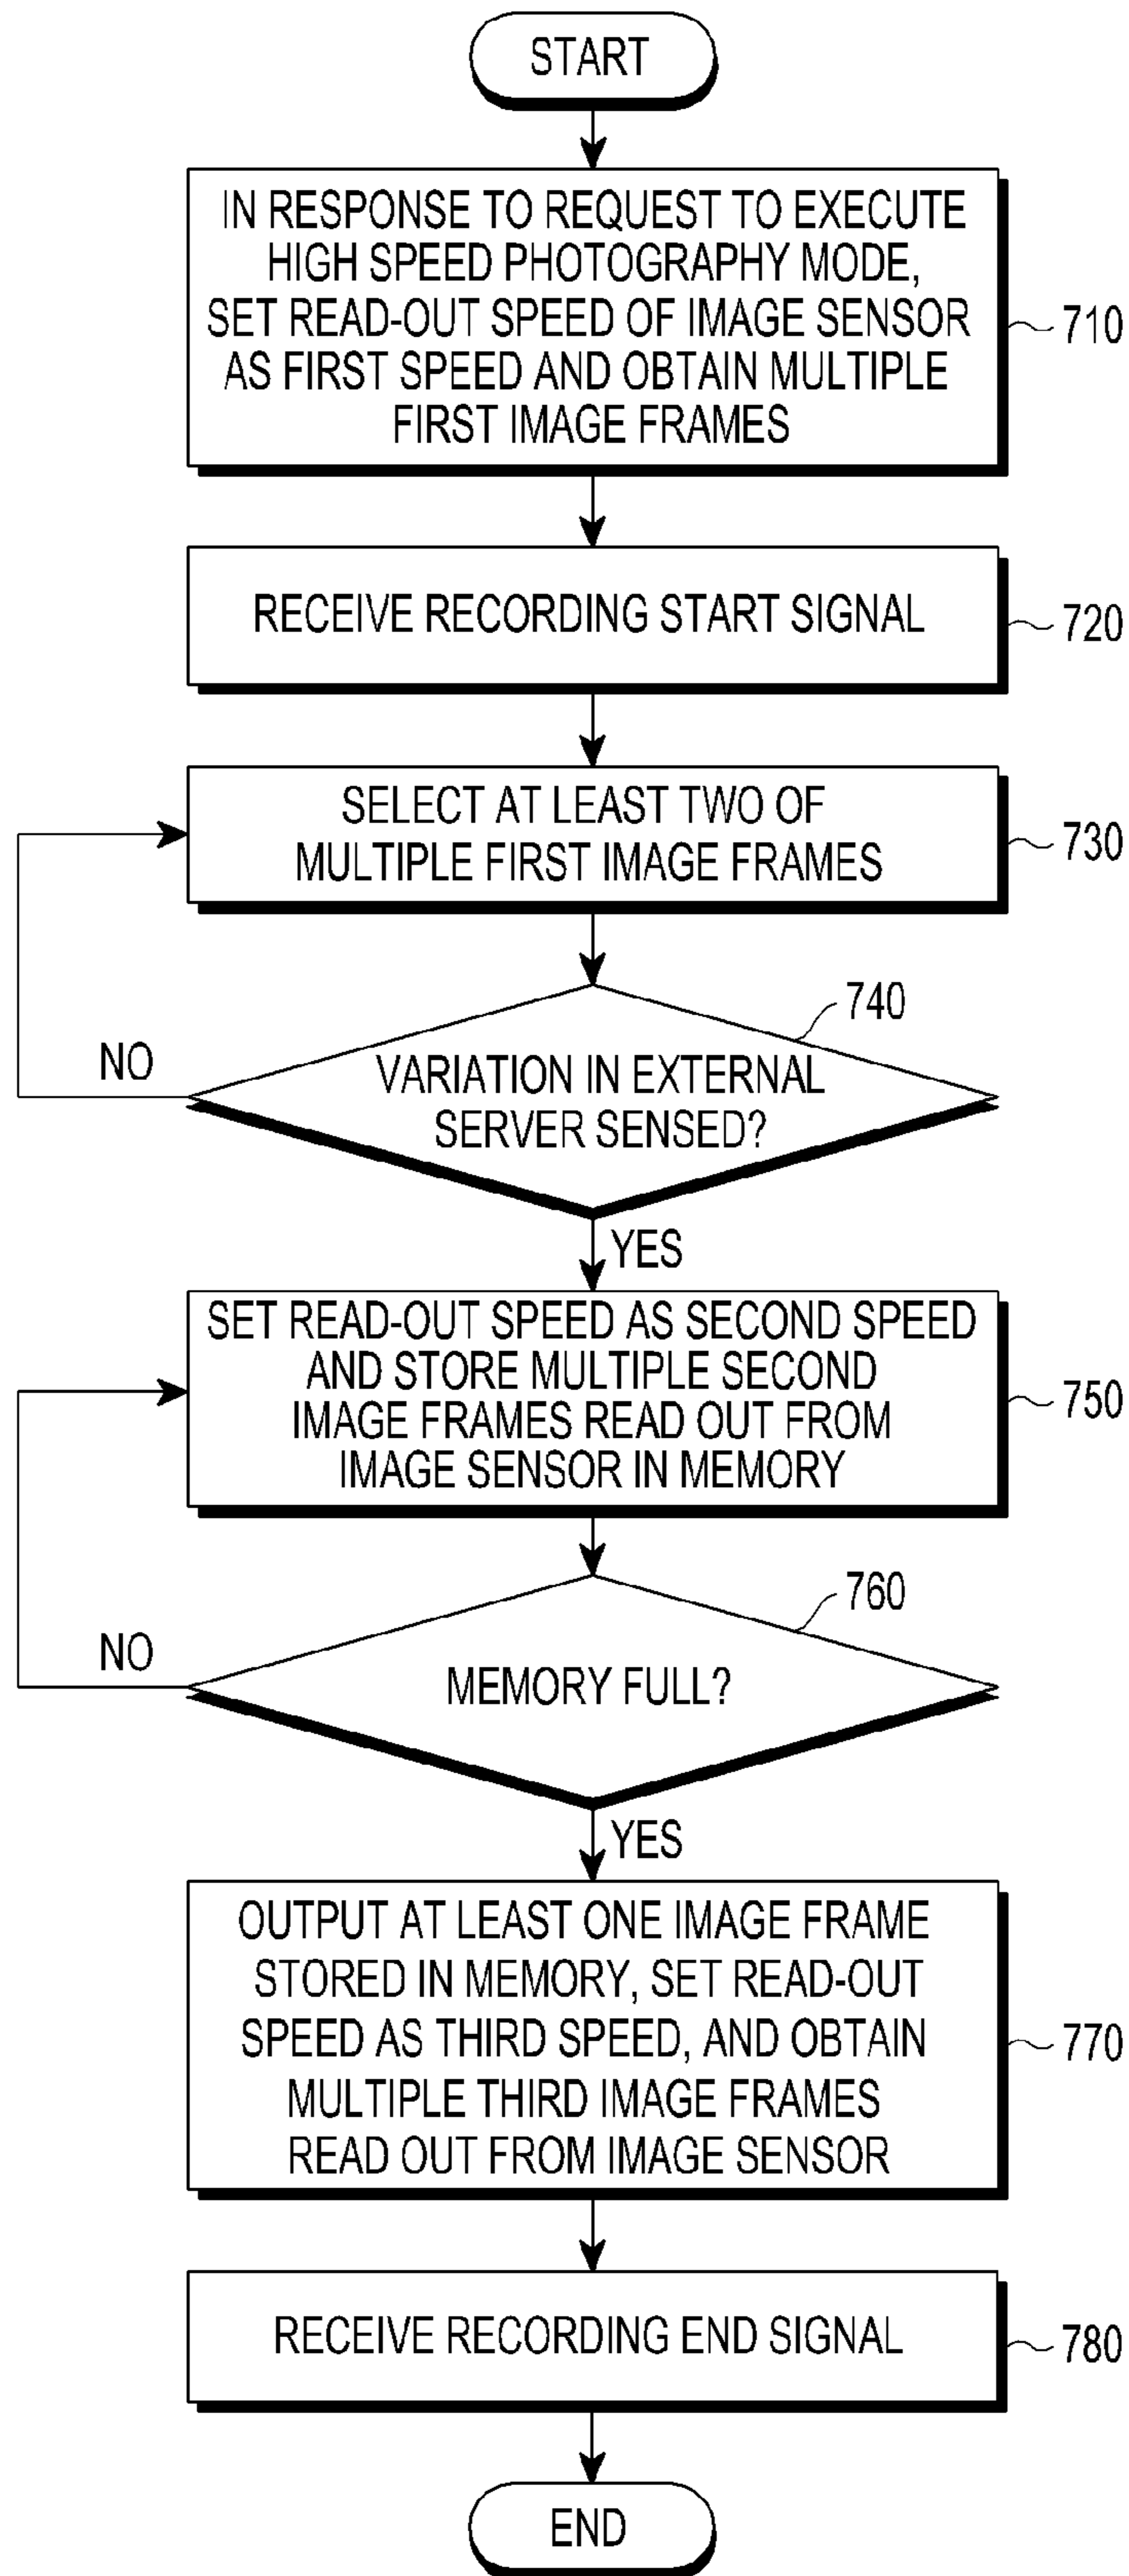 START
IN RESPONSE TO REQUEST TO EXECUTE
HIGH SPEED PHOTOGRAPHY MODE,
SET READ-OUT SPEED OF IMAGE SENSOR
AS FIRST SPEED AND OBTAIN MULTIPLE
FIRST IMAGE FRAMES
710
RECEIVE RECORDING START SIGNAL
720
SELECT AT LEAST TWO OF
MULTIPLE FIRST IMAGE FRAMES
730
740
NO
VARIATION IN EXTERNAL
SERVER SENSED?
YES
SET READ-OUT SPEED AS SECOND SPEED
AND STORE MULTIPLE SECOND
IMAGE FRAMES READ OUT FROM
IMAGE SENSOR IN MEMORY
750
760
NO
MEMORY FULL?
YES
OUTPUT AT LEAST ONE IMAGE FRAME
STORED IN MEMORY, SET READ-OUT
SPEED AS THIRD SPEED, AND OBTAIN
MULTIPLE THIRD IMAGE FRAMES
READ OUT FROM IMAGE SENSOR
770
RECEIVE RECORDING END SIGNAL
780
END